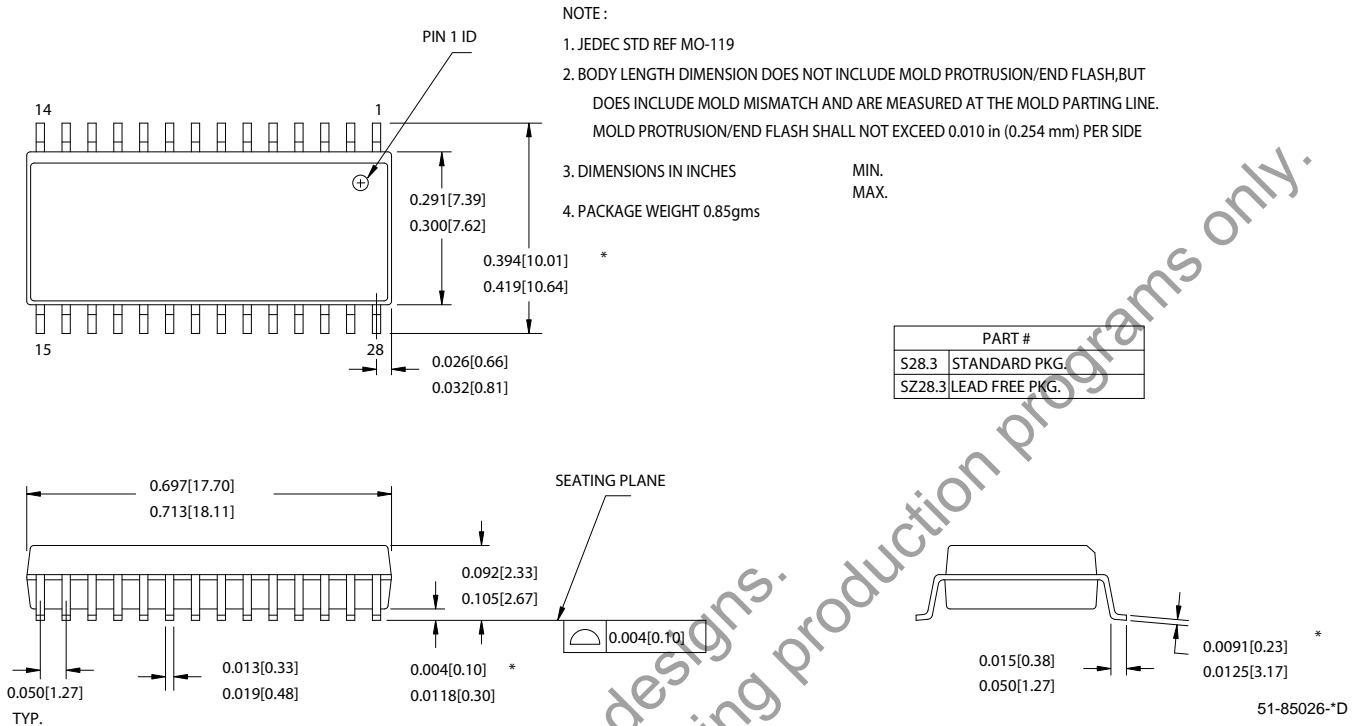 NOTE :
1. JEDEC STD REF MO-119
2. BODY LENGTH DIMENSION DOES NOT INCLUDE MOLD PROTRUSION/END FLASH,BUT
DOES INCLUDE MOLD MISMATCH AND ARE MEASURED AT THE MOLD PARTING LINE.
MOLD PROTRUSION/END FLASH SHALL NOT EXCEED 0.010 in (0.254 mm) PER SIDE
3. DIMENSIONS IN INCHES MIN.
MAX.
4. PACKAGE WEIGHT 0.85gms
PIN 1 ID
14 1
0.291[7.39]
0.300[7.62]
0.394[10.01] *
0.419[10.64]
15 28
0.026[0.66]
0.032[0.81]
PART #
S28.3 STANDARD PKG.
SZ28.3 LEAD FREE PKG.
0.697[17.70]
0.713[18.11]
SEATING PLANE
0.092[2.33]
0.105[2.67]
0.004[0.10]
0.050[1.27]
TYP.
0.013[0.33]
0.019[0.48]
0.004[0.10] *
0.0118[0.30]
0.015[0.38]
0.050[1.27]
0.0091[0.23] *
0.0125[3.17]
51-85026-*D
designs.
production programs only.